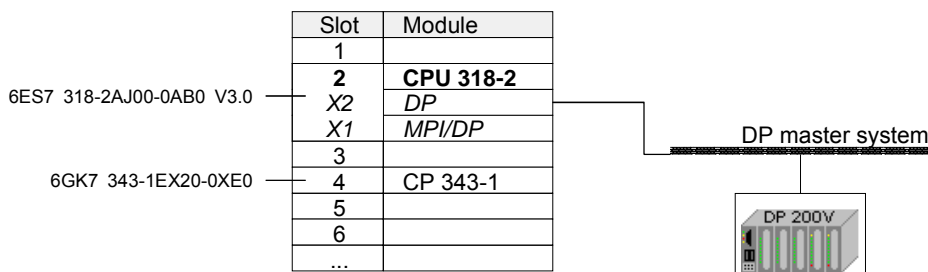 Slot Module
1
2 CPU 318-2
6ES7 318-2AJ00-0AB0 V3.0
X2 DP
X1 MPI/DP
DP master system
3
6GK7 343-1EX20-0XE0
4 CP 343-1
5
6
...
DP 200V